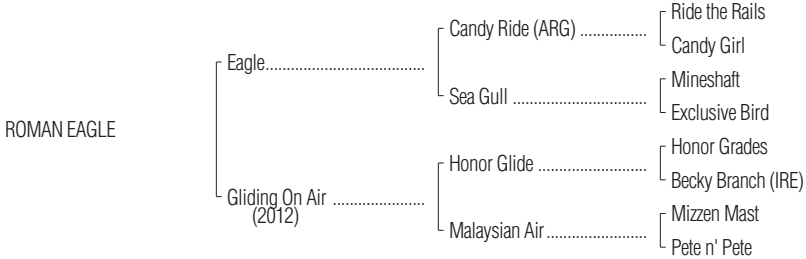 Ride the Rails
Candy Ride (ARG) ................
Candy Girl
Eagle......................................
Mineshaft
Sea Gull ................................
Exclusive Bird
ROMAN EAGLE
Honor Grades
Honor Glide ..........................
Becky Branch (IRE)
Gliding On Air ......................
(2012)
Mizzen Mast
Malaysian Air........................
Pete n' Pete